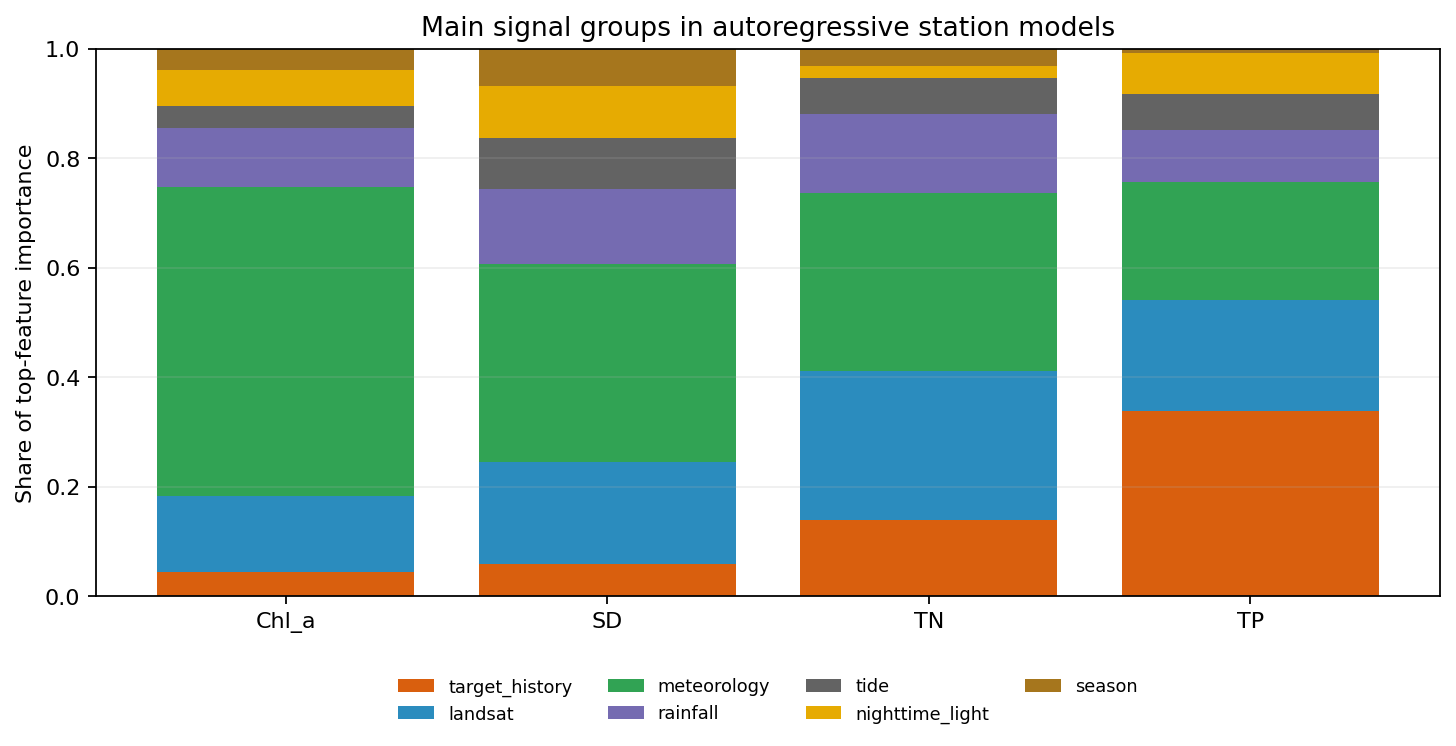 Main signal groups in autoregressive station models
Share of top-feature importance
1.0
0.8
0.6
0.4
0.2
0.0
Chl_a SD TN TP
target_history meteorology tide season
landsat rainfall nighttime_light